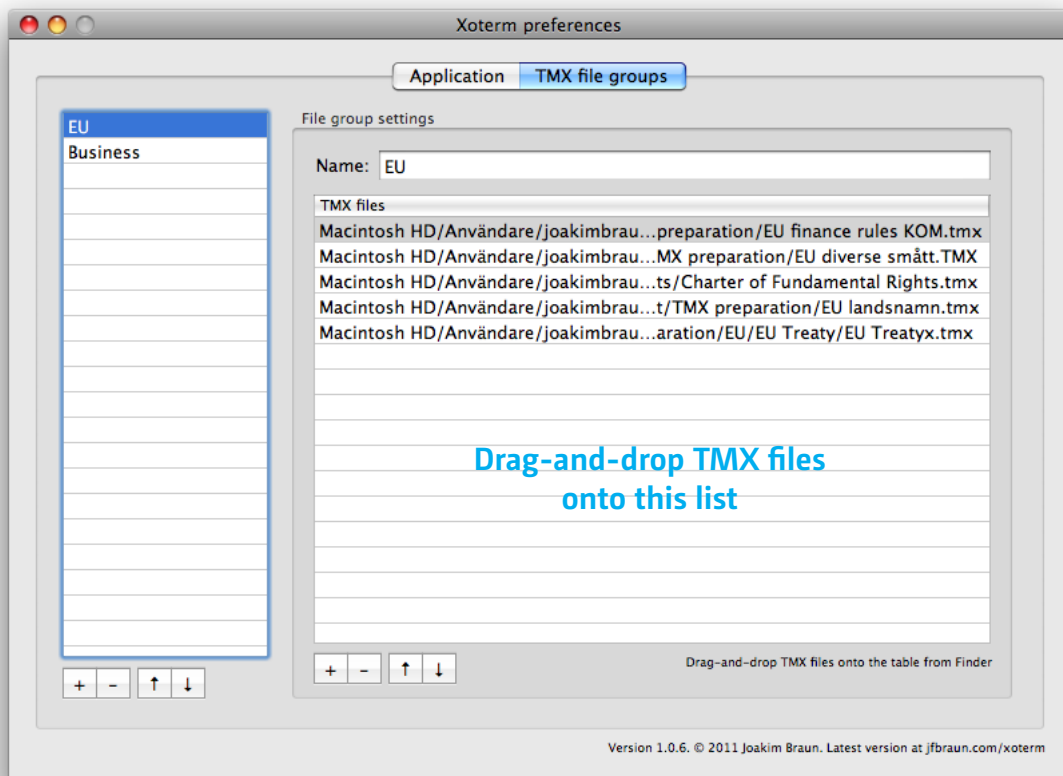 Xoterm preferences
Application TMX file groups
EU
Business
File group settings
Name: EU
TMX files
Macintosh HD/Användare/joakimbrau...preparation/EU finance rules KOM.tmx
Macintosh HD/Användare/joakimbrau...MX preparation/EU diverse smått.TMX
Macintosh HD/Användare/joakimbrau...ts/Charter of Fundamental Rights.tmx
Macintosh HD/Användare/joakimbrau...t/TMX preparation/EU landsnamn.tmx
Macintosh HD/Användare/joakimbrau...aration/EU/EU Treaty/EU Treatyx.tmx
Drag-and-drop TMX files
onto this list
+ - ↑ ↓
Drag-and-drop TMX files onto the table from Finder
+ - ↑ ↓
Version 1.0.6. © 2011 Joakim Braun. Latest version at jfbraun.com/xoterm